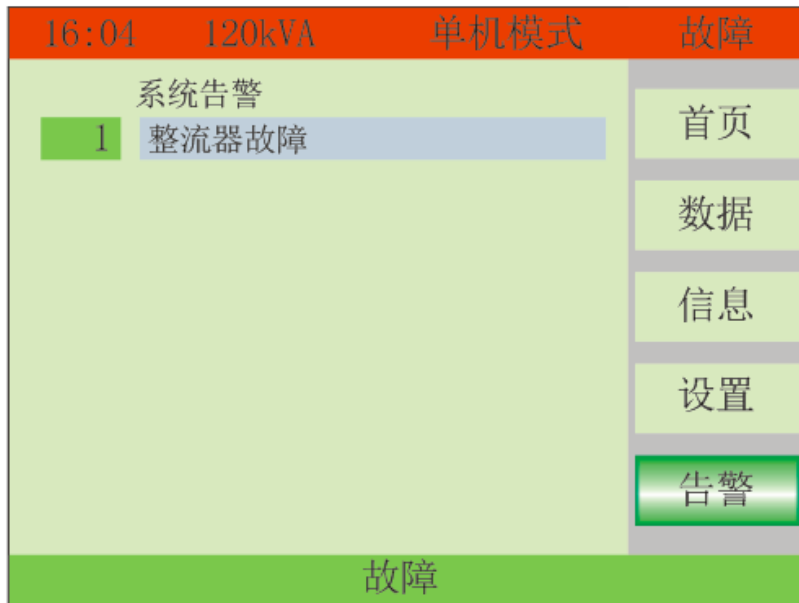 16:04 120kVA 单机模式 故障
系统告警
1 整流器故障
首页
数据
信息
设置
告警
故障